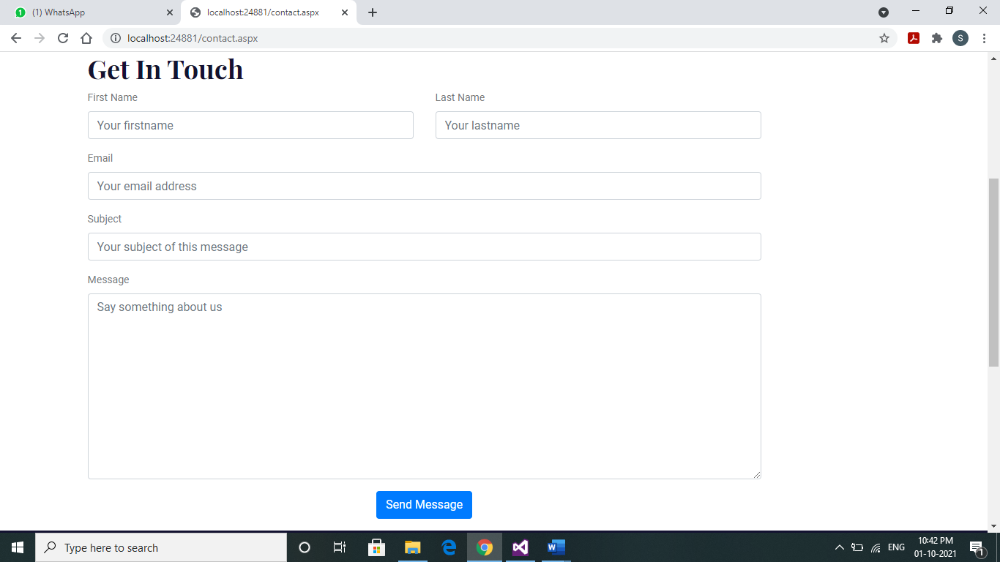 (1) WhatsApp
localhost:24881/contact.aspx
localhost:24881/contact.aspx
S
Get In Touch
First Name
Last Name
Your firstname
Your lastname
Email
Your email address
Subject
Your subject of this message
Message
Say something about us
Send Message
Type here to search
ENG
10:42 PM
01-10-2021
1